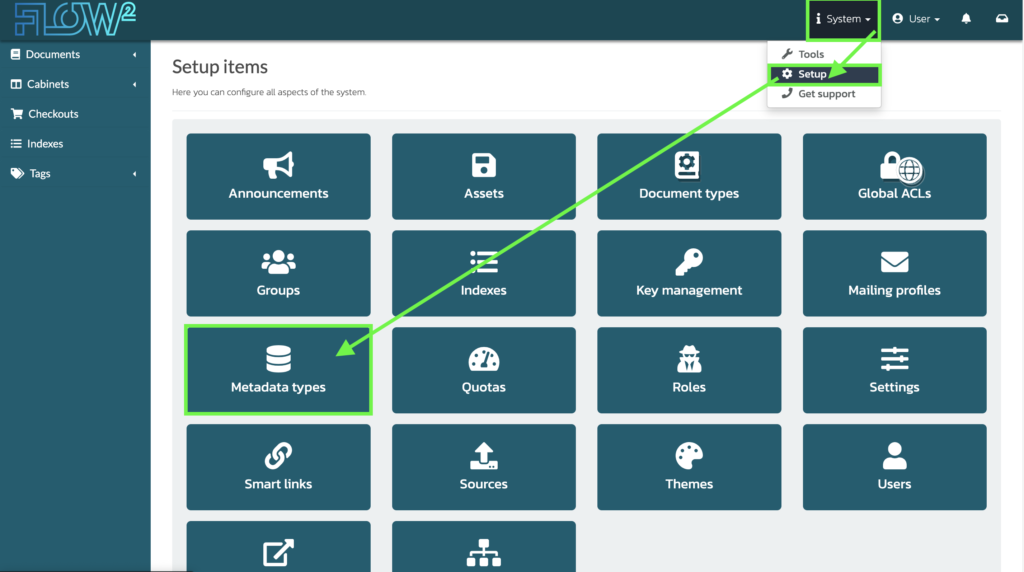 FLOW2
System
User
Documents
Cabinets
Checkouts
Indexes
Tags
Tools
Setup
Get support
Setup items
Here you can configure all aspects of the system.
Announcements
Assets
Document types
Global ACLs
Groups
Indexes
Key management
Mailing profiles
Metadata types
Quotas
Roles
Settings
Smart links
Sources
Themes
Users